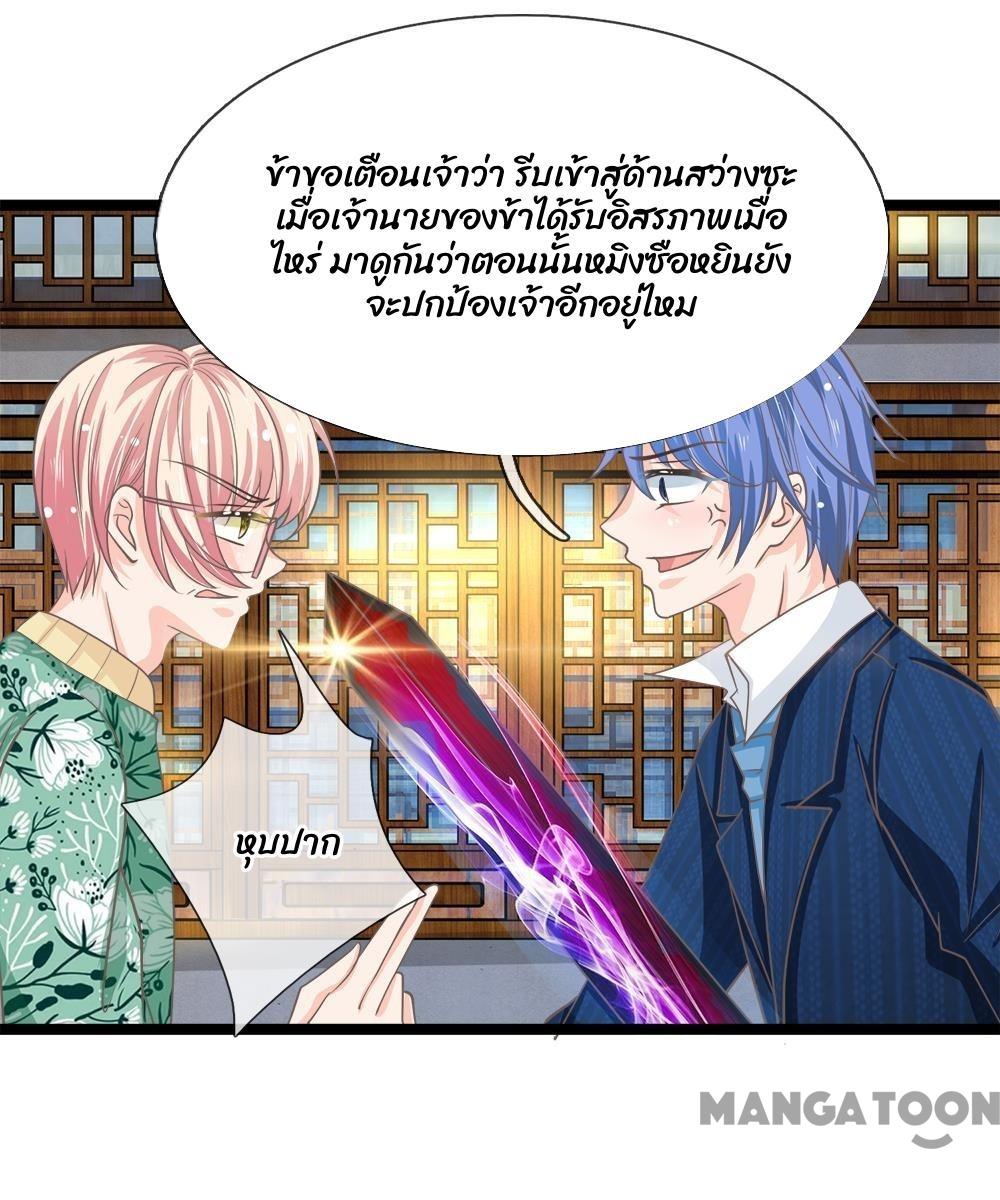 ข้าขอเตือนเจ้าว่า รีบเข้าสู่ด้านสว่างซะ
เมื่อเจ้านายของข้าได้รับอิสรภาพเมื่อ
ไหร่ มาดูกันว่าตอนนั้นหมิงซือหยินยัง
จะปกป้องเจ้าอีกอยู่ไหม
หุบปาก
MANGATOON